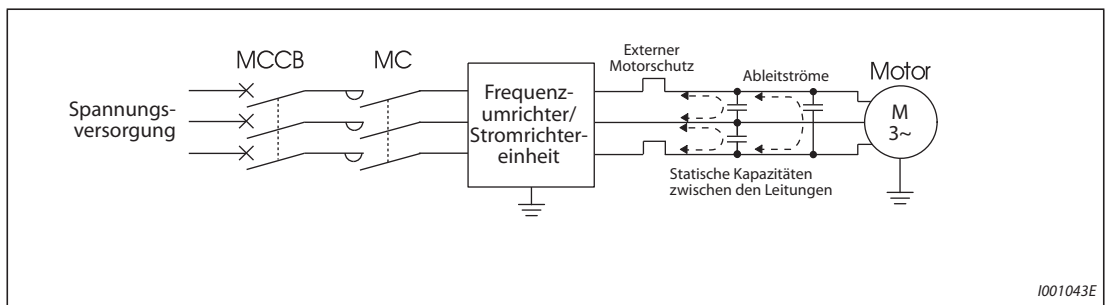 MCCB
MC
Externer
Motorschutz
Ableitströme
Motor
Spannungs-
versorgung
Frequenz-
umrichter/
Stromrichter-
einheit
M
3~
Statische Kapazitäten
zwischen den Leitungen
I001043E